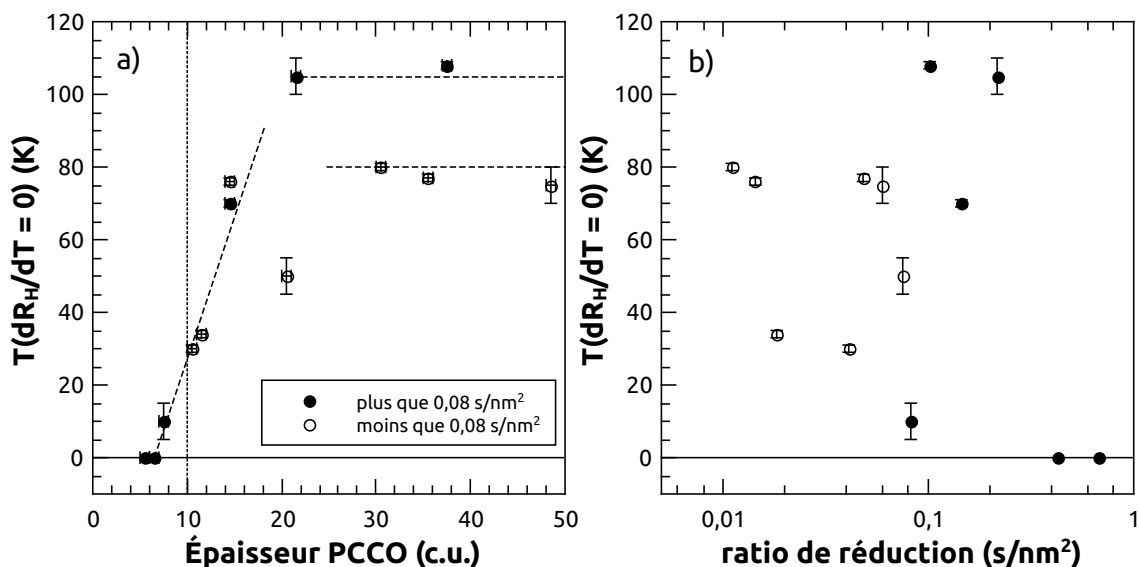 a)
T(dR_H/dT = 0) (K)
120
100
80
60
40
20
0
plus que 0,08 s/nm²
moins que 0,08 s/nm²
0 10 20 30 40 50
Épaisseur PCCO (c.u.)
b)
T(dR_H/dT = 0) (K)
120
100
80
60
40
20
0
0,01 0,1 1
ratio de réduction (s/nm²)